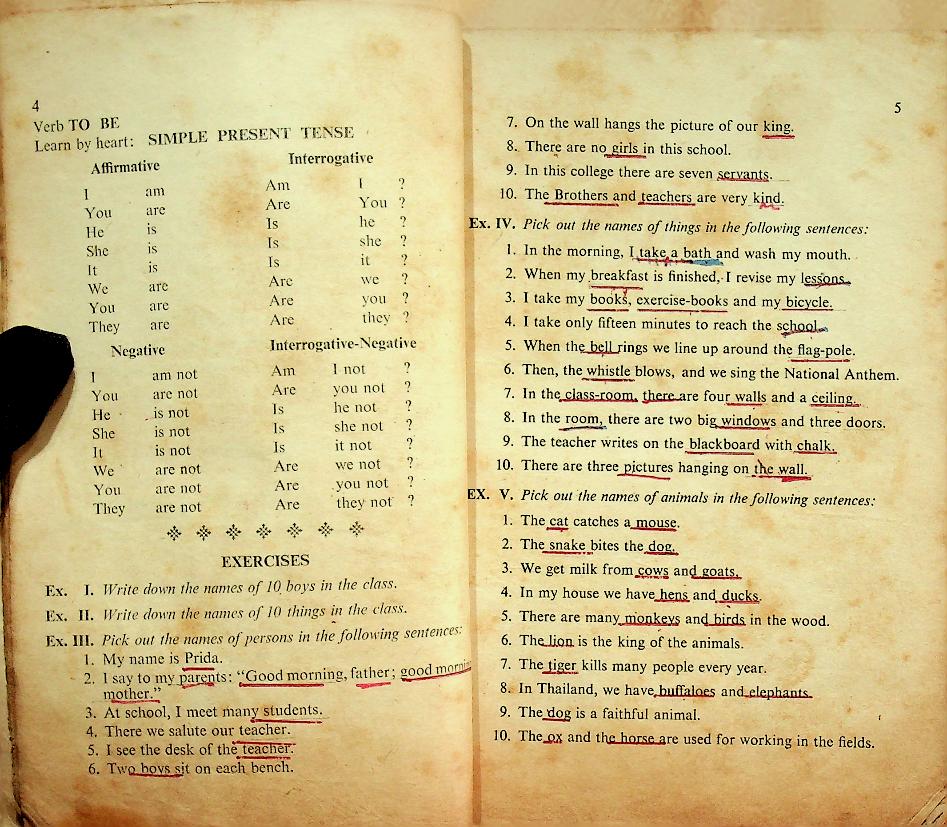 4
Verb TO BE
Learn by heart: SIMPLE PRESENT TENSE
Affirmative Interrogative
I am Am I ?
You are Are You ?
He is Is he ?
She is Is she ?
It is Is it ?
We are Are we ?
You are Are you ?
They are Are they ?
Negative Interrogative-Negative
I am not Am I not ?
You are not Are you not ?
He is not Is he not ?
She is not Is she not ?
It is not Is it not ?
We are not Are we not ?
You are not Are you not ?
They are not Are they not ?
EXERCISES
Ex. I. Write down the names of 10 boys in the class.
Ex. II. Write down the names of 10 things in the class.
Ex. III. Pick out the names of persons in the following sentences:
1. My name is Prida.
2. I say to my parents: “Good morning, father; good morning
mother.”
3. At school, I meet many students.
4. There we salute our teacher.
5. I see the desk of the teacher.
6. Two boys sit on each bench.
5
7. On the wall hangs the picture of our king.
8. There are no girls in this school.
9. In this college there are seven servants.
10. The Brothers and teachers are very kind.
Ex. IV. Pick out the names of things in the following sentences:
1. In the morning, I take a bath and wash my mouth.
2. When my breakfast is finished, I revise my lessons.
3. I take my books, exercise-books and my bicycle.
4. I take only fifteen minutes to reach the school.
5. When the bell rings we line up around the flag-pole.
6. Then, the whistle blows, and we sing the National Anthem.
7. In the class-room, there are four walls and a ceiling.
8. In the room, there are two big windows and three doors.
9. The teacher writes on the blackboard with chalk.
10. There are three pictures hanging on the wall.
EX. V. Pick out the names of animals in the following sentences:
1. The cat catches a mouse.
2. The snake bites the dog.
3. We get milk from cows and goats.
4. In my house we have hens and ducks.
5. There are many monkeys and birds in the wood.
6. The lion is the king of the animals.
7. The tiger kills many people every year.
8. In Thailand, we have buffaloes and elephants.
9. The dog is a faithful animal.
10. The ox and the horse are used for working in the fields.